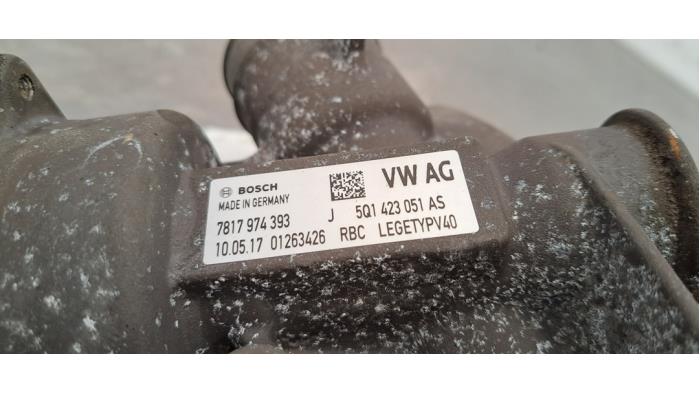 BOSCH
MADE IN GERMANY
VW AG
7817 974 393 J 5Q1 423 051 AS
10.05.17 01263426 RBC LEGETYPV40